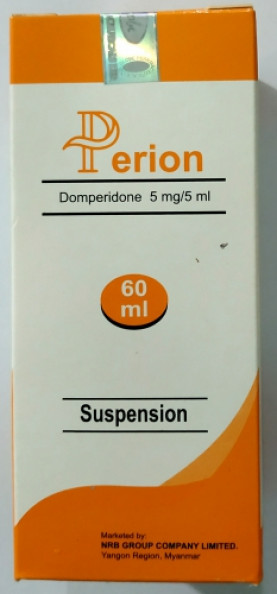 Perion
Domperidone 5 mg/5 ml
60
ml
Suspension
Marketed by:
NRB GROUP COMPANY LIMITED.
Yangon Region, Myanmar